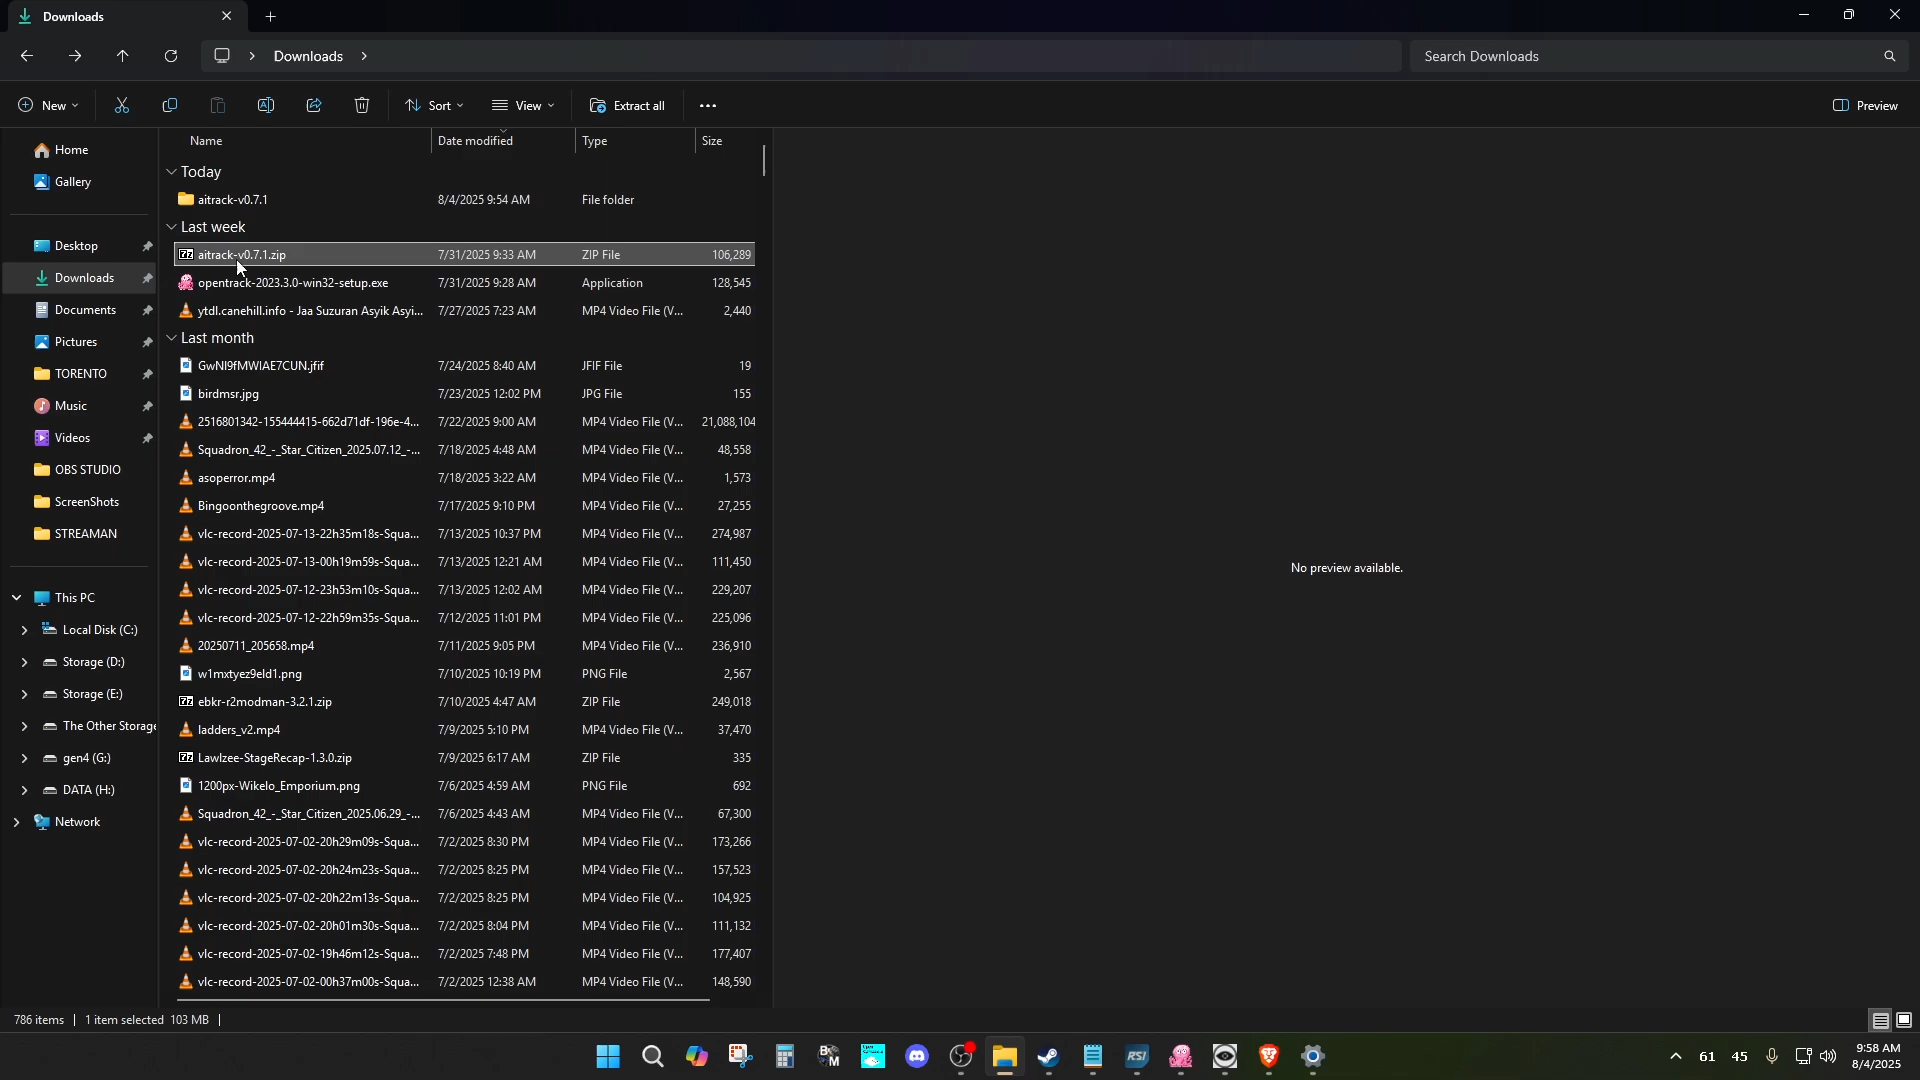 Downloads
Downloads
Search Downloads
New
Sort
View
Extract all
Preview
Home
Gallery
Desktop
Downloads
Documents
Pictures
TORENTO
Music
Videos
OBS STUDIO
ScreenShots
STREAMAN
This PC
Local Disk (C:)
Storage (D:)
Storage (E:)
The Other Storage
gen4 (G:)
DATA (H:)
Network
Name Date modified Type Size
Today
aitrack-v0.7.1 8/4/2025 9:54 AM File folder
Last week
aitrack-v0.7.1.zip 7/31/2025 9:33 AM ZIP File 106,289
opentrack-2023.3.0-win32-setup.exe 7/31/2025 9:28 AM Application 128,545
ytdl.canehill.info - Jaa Suzuran Asyik Asyi... 7/27/2025 7:23 AM MP4 Video File (V... 2,440
Last month
GwNI9fMWIAE7CUN.jfif 7/24/2025 8:40 AM JFIF File 19
birdmsr.jpg 7/23/2025 12:02 PM JPG File 155
2516801342-155444415-662d71df-196e-4... 7/22/2025 9:00 AM MP4 Video File (V... 21,088,104
Squadron_42_-_Star_Citizen_2025.07.12_-... 7/18/2025 4:48 AM MP4 Video File (V... 48,558
asoperror.mp4 7/18/2025 3:22 AM MP4 Video File (V... 1,573
Bingoonthegroove.mp4 7/17/2025 9:10 PM MP4 Video File (V... 27,255
vlc-record-2025-07-13-22h35m18s-Squa... 7/13/2025 10:37 PM MP4 Video File (V... 274,987
vlc-record-2025-07-13-00h19m59s-Squa... 7/13/2025 12:21 AM MP4 Video File (V... 111,450
vlc-record-2025-07-12-23h53m10s-Squa... 7/13/2025 12:02 AM MP4 Video File (V... 229,207
vlc-record-2025-07-12-22h59m35s-Squa... 7/12/2025 11:01 PM MP4 Video File (V... 225,096
20250711_205658.mp4 7/11/2025 9:05 PM MP4 Video File (V... 236,910
w1mxtyez9eld1.png 7/10/2025 10:19 PM PNG File 2,567
ebkr-r2modman-3.2.1.zip 7/10/2025 4:47 AM ZIP File 249,018
ladders_v2.mp4 7/9/2025 5:10 PM MP4 Video File (V... 37,470
Lawlzee-StageRecap-1.3.0.zip 7/9/2025 6:17 AM ZIP File 335
1200px-Wikelo_Emporium.png 7/6/2025 4:59 AM PNG File 692
Squadron_42_-_Star_Citizen_2025.06.29_-... 7/6/2025 4:43 AM MP4 Video File (V... 67,300
vlc-record-2025-07-02-20h29m09s-Squa... 7/2/2025 8:30 PM MP4 Video File (V... 173,266
vlc-record-2025-07-02-20h24m23s-Squa... 7/2/2025 8:25 PM MP4 Video File (V... 157,523
vlc-record-2025-07-02-20h22m13s-Squa... 7/2/2025 8:25 PM MP4 Video File (V... 104,925
vlc-record-2025-07-02-20h01m30s-Squa... 7/2/2025 8:04 PM MP4 Video File (V... 111,132
vlc-record-2025-07-02-19h46m12s-Squa... 7/2/2025 7:48 PM MP4 Video File (V... 177,407
vlc-record-2025-07-02-00h37m00s-Squa... 7/2/2025 12:38 AM MP4 Video File (V... 148,590
No preview available.
786 items 1 item selected 103 MB
RSI
61 45
9:58 AM
8/4/2025